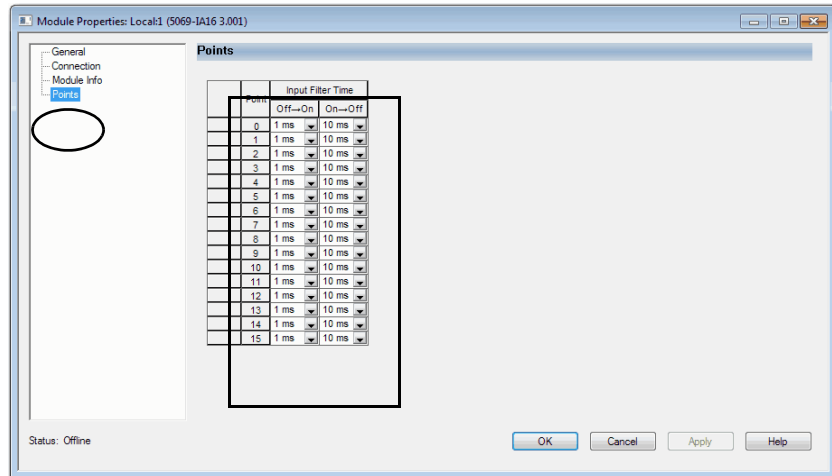 Module Properties: Local:1 (5069-IA16 3.001)
General
Connection
Module Info
Points
Points
Point Input Filter Time
Off→On On→Off
0 1 ms 10 ms
1 1 ms 10 ms
2 1 ms 10 ms
3 1 ms 10 ms
4 1 ms 10 ms
5 1 ms 10 ms
6 1 ms 10 ms
7 1 ms 10 ms
8 1 ms 10 ms
9 1 ms 10 ms
10 1 ms 10 ms
11 1 ms 10 ms
12 1 ms 10 ms
13 1 ms 10 ms
14 1 ms 10 ms
15 1 ms 10 ms
Status: Offline
OK Cancel Apply Help